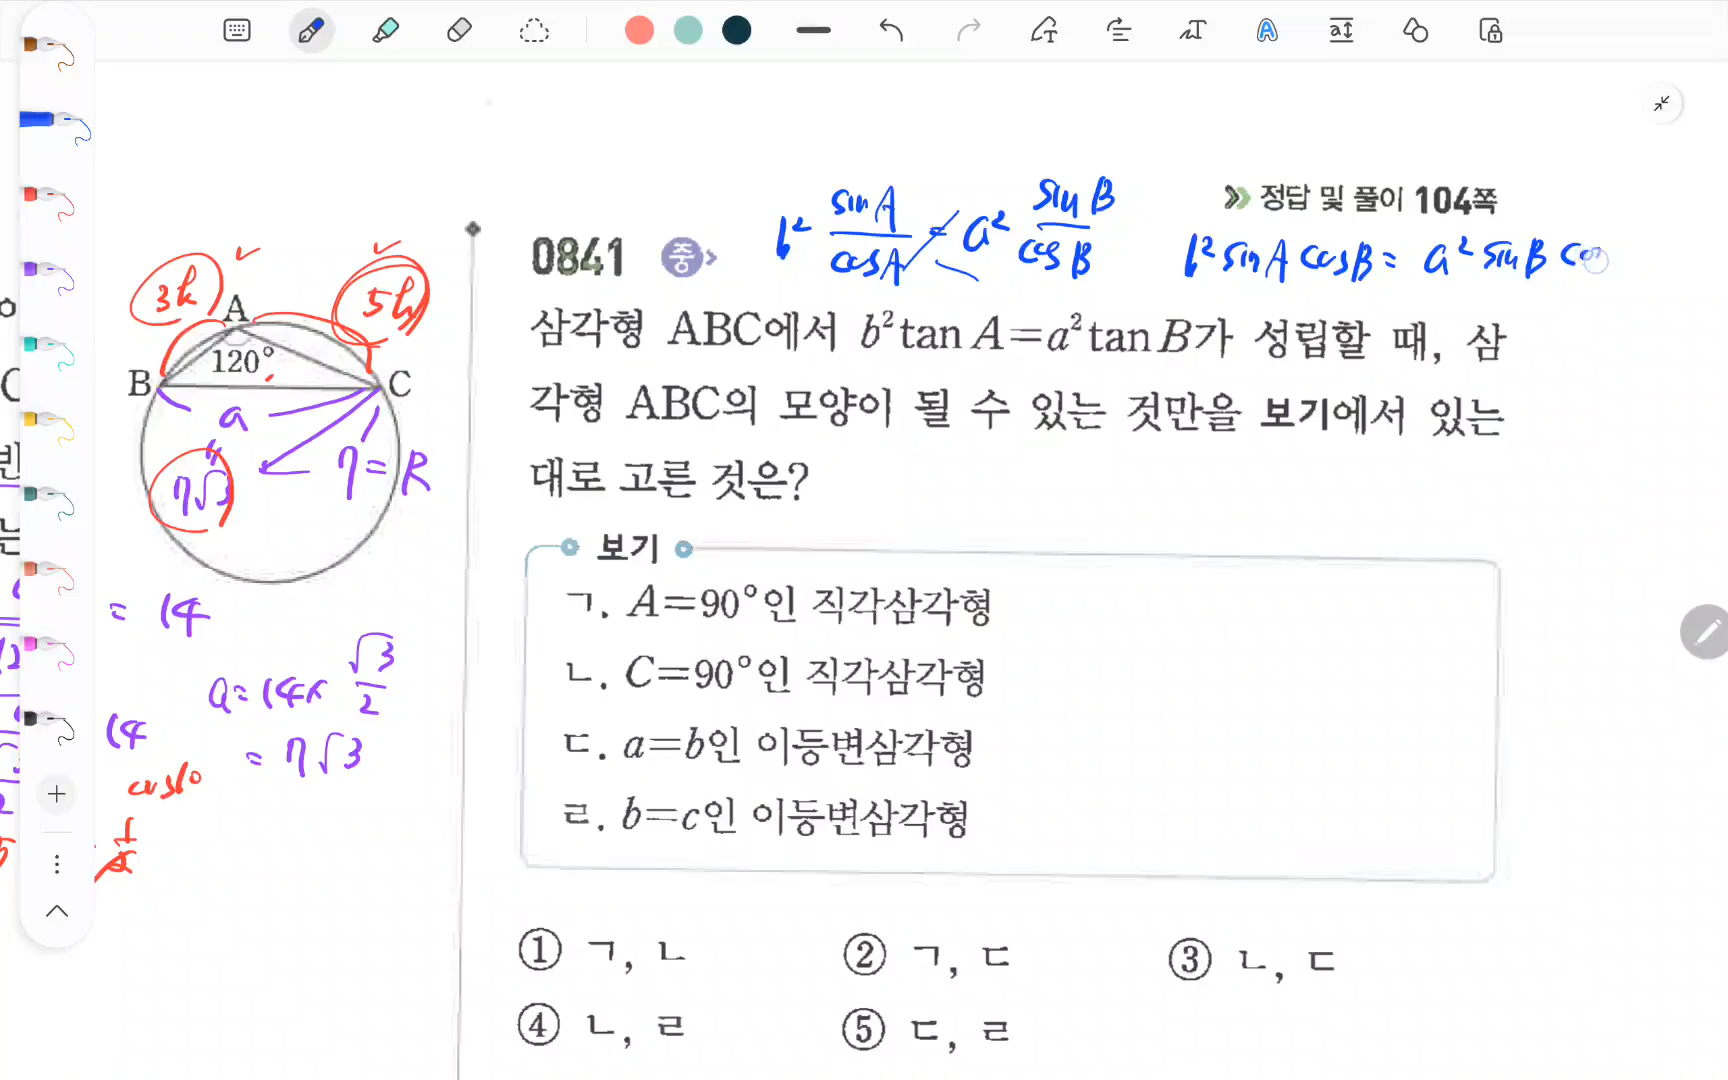 》 정답 및 풀이 104쪽
0841 중
b² sinA/cosA = a² sinB/cosB
b² sinA cosB = a² sinB co
삼각형 ABC에서 b² tan A=a² tan B가 성립할 때, 삼
각형 ABC의 모양이 될 수 있는 것만을 보기에서 있는
대로 고른 것은?
보기
ㄱ. A=90°인 직각삼각형
ㄴ. C=90°인 직각삼각형
ㄷ. a=b인 이등변삼각형
ㄹ. b=c인 이등변삼각형
① ㄱ, ㄴ ② ㄱ, ㄷ ③ ㄴ, ㄷ
④ ㄴ, ㄹ ⑤ ㄷ, ㄹ
3k 5k
A
120°
B C
a
7√3 7=R
= 14
a=14× √3/2
14
= 7√3